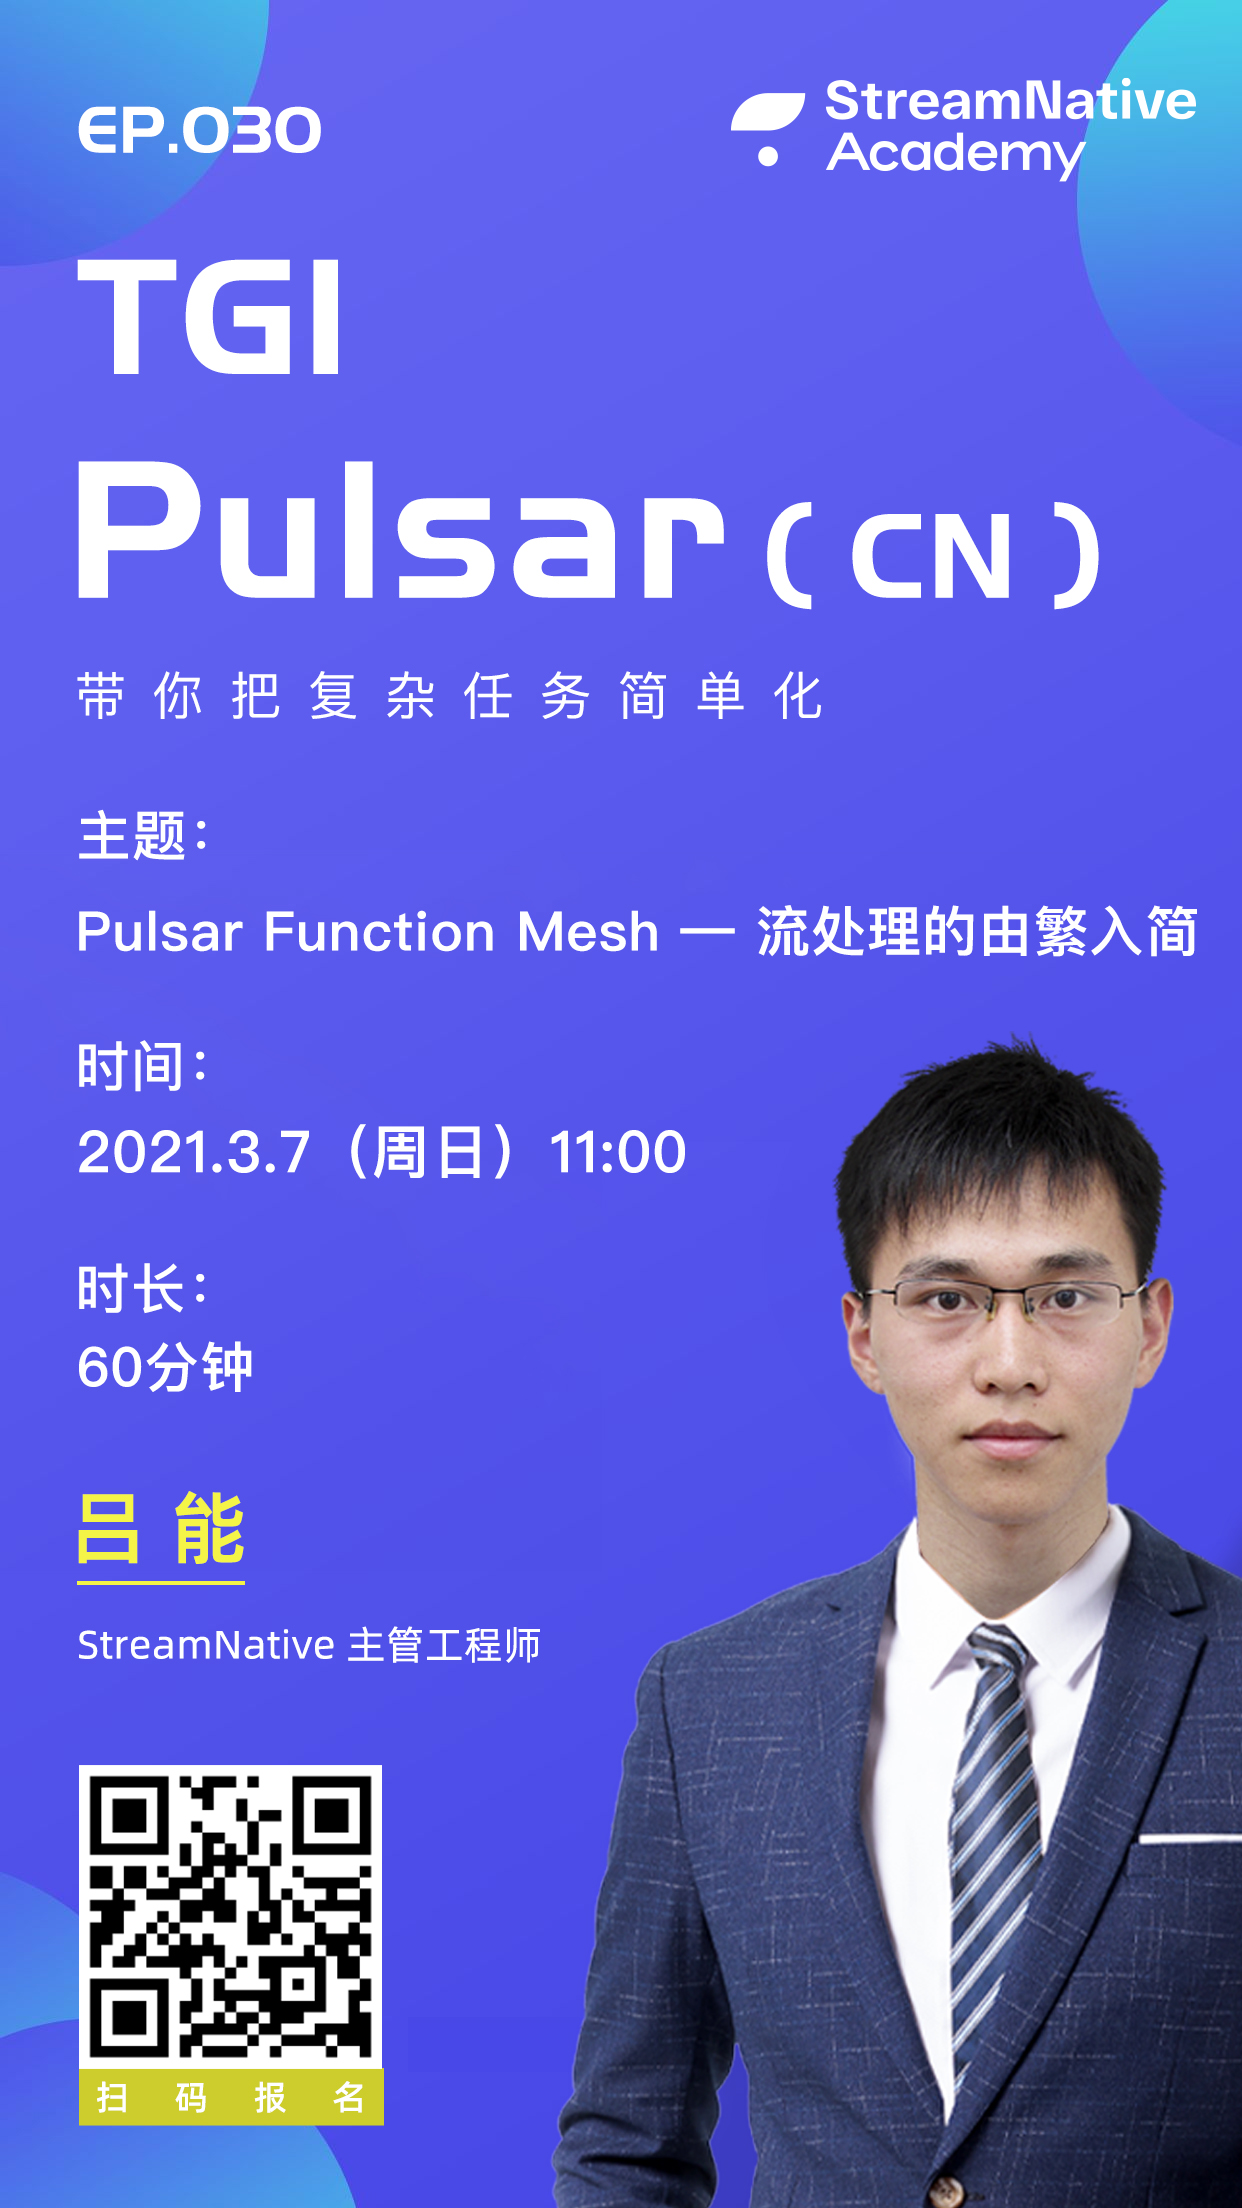 EP.030
StreamNative
Academy
TGI
Pulsar ( CN )
带你把复杂任务简单化
主题：
Pulsar Function Mesh — 流处理的由繁入简
时间：
2021.3.7（周日）11:00
时长：
60分钟
吕 能
StreamNative 主管工程师
扫码报名